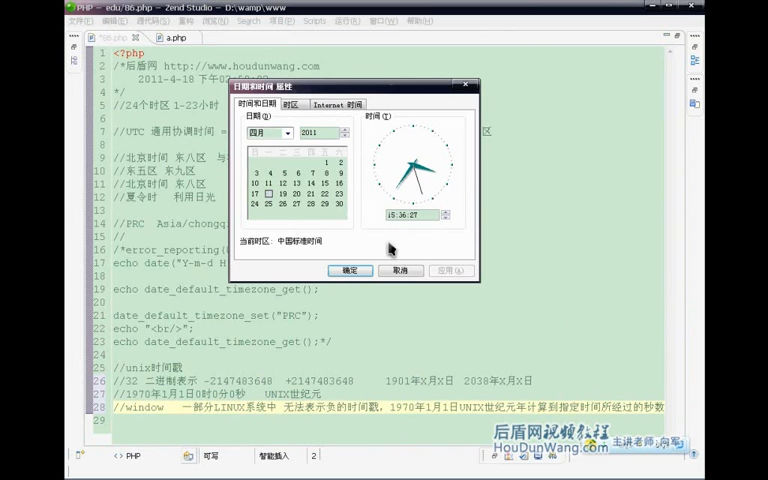 PHP - edu/86.php - Zend Studio - D:\wamp\www
文件(F) 编辑(E) 源代码(S) 重构 浏览(N) Search 项目(P) Scripts 运行(R) 窗口(W) 帮助(H)
*86.php a.php
1 <?php
2 /*后盾网 http://www.houdunwang.com
3 2011-4-18 下午02:
4 */
5 //24个时区 1-23小时
6
7 //UTC 通用协调时间 = 区
8
9 //北京时间 东八区 与
10 //东五区 东九区
11 //北京时间 东八区
12 //夏令时 利用日光
13
14 //PRC Asia/chongq
15 //
16 /*error_reporting(
17 echo date("Y-m-d H
18
19 echo date_default_timezone_get();
20
21 date_default_timezone_set("PRC");
22 echo "<br/>";
23 echo date_default_timezone_get();*/
24
25 //unix时间戳
26 //32 二进制表示 -2147483648 +2147483648 1901年X月X日 2038年X月X日
27 //1970年1月1日0时0分0秒 UNIX世纪元
28 //window 一部分LINUX系统中 无法表示负的时间戳, 1970年1月1日UNIX世纪元年计算到指定时间所经过的秒数
29
日期和时间 属性
时间和日期 时区 Internet 时间
日期(D) 时间(T)
四月 2011
日 一 二 三 四 五 六
1 2
3 4 5 6 7 8 9
10 11 12 13 14 15 16
17 19 20 21 22 23
24 25 26 27 28 29 30
15:36:27
当前时区: 中国标准时间
确定 取消 应用(A)
后盾网视频教程
HouDunWang.com 主讲老师:向军
PHP 可写 智能插入 2